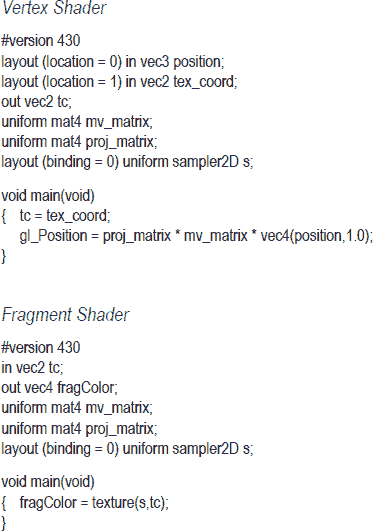 Vertex Shader
#version 430
layout (location = 0) in vec3 position;
layout (location = 1) in vec2 tex_coord;
out vec2 tc;
uniform mat4 mv_matrix;
uniform mat4 proj_matrix;
layout (binding = 0) uniform sampler2D s;
void main(void)
{ tc = tex_coord;
gl_Position = proj_matrix * mv_matrix * vec4(position,1.0);
}
Fragment Shader
#version 430
in vec2 tc;
out vec4 fragColor;
uniform mat4 mv_matrix;
uniform mat4 proj_matrix;
layout (binding = 0) uniform sampler2D s;
void main(void)
{ fragColor = texture(s,tc);
}